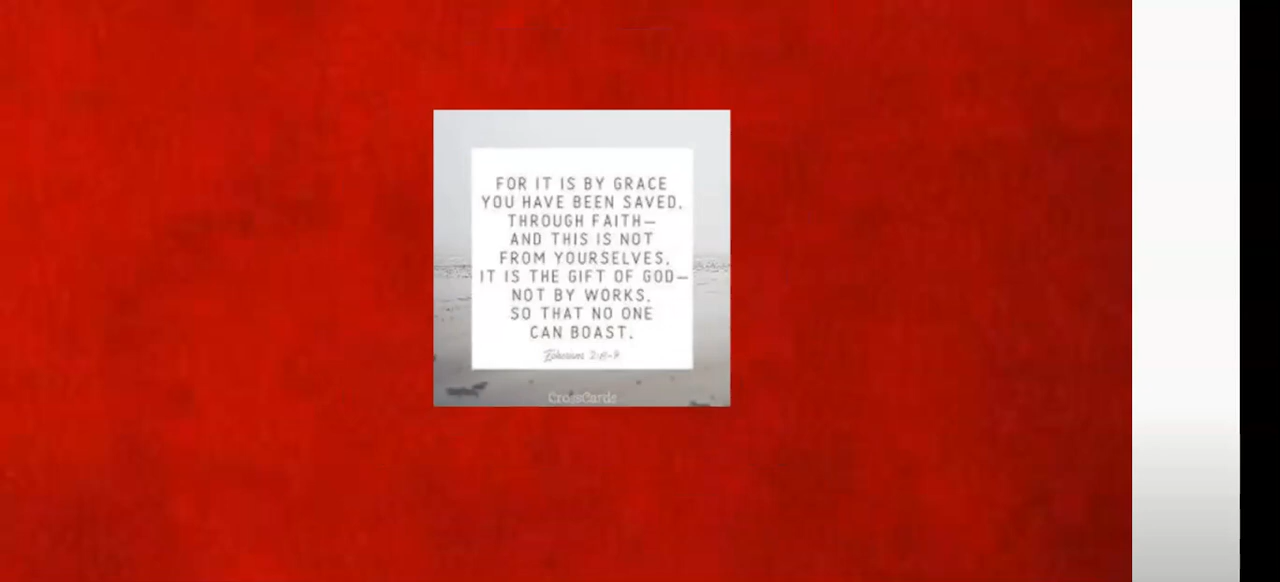 FOR IT IS BY GRACE
YOU HAVE BEEN SAVED,
THROUGH FAITH—
AND THIS IS NOT
FROM YOURSELVES,
IT IS THE GIFT OF GOD—
NOT BY WORKS,
SO THAT NO ONE
CAN BOAST.
Ephesians 2:8-9
CrossCards